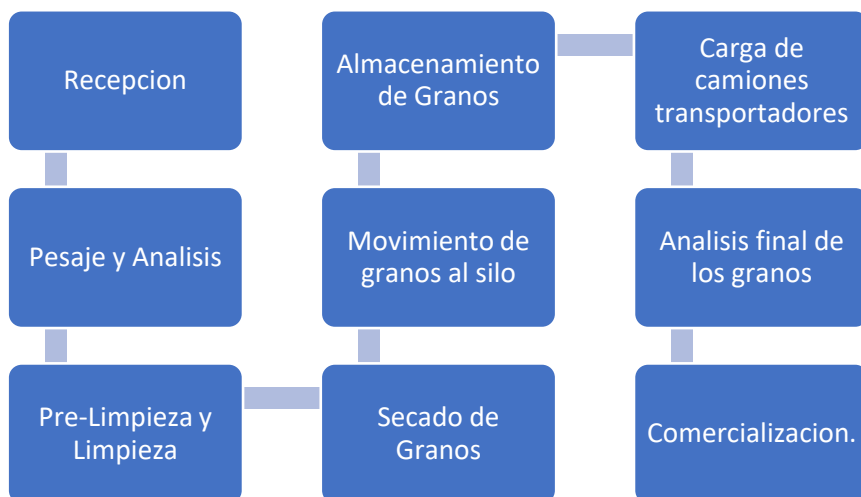 Recepcion
Pesaje y Analisis
Pre-Limpieza y
Limpieza
Secado de
Granos
Movimiento de
granos al silo
Almacenamiento
de Granos
Carga de
camiones
transportadores
Analisis final de
los granos
Comercializacion.